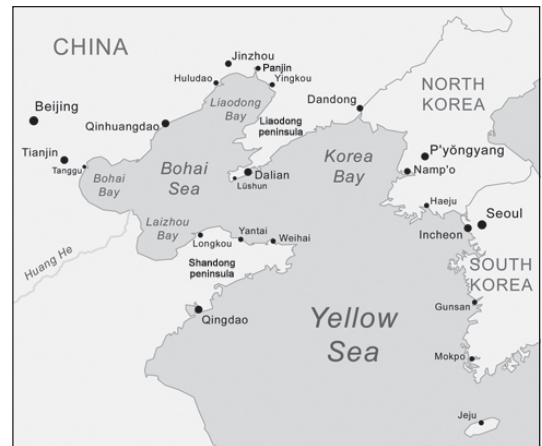 CHINA
Jinzhou
Panjin
Huludao
Yingkou
NORTH
KOREA
Liaodong
Bay
Dandong
Beijing
Liaodong
peninsula
Qinhuangdao
Tianjin
Tanggu
Bohai
Sea
Korea
Bay
P'yŏngyang
Namp'o
Dalian
Lüshun
Bohai
Bay
Haeju
Laizhou
Bay
Seoul
Incheon
Longkou
Yantai
Weihai
Huang He
Shandong
peninsula
SOUTH
KOREA
Qingdao
Yellow
Sea
Gunsan
Mokpo
Jeju